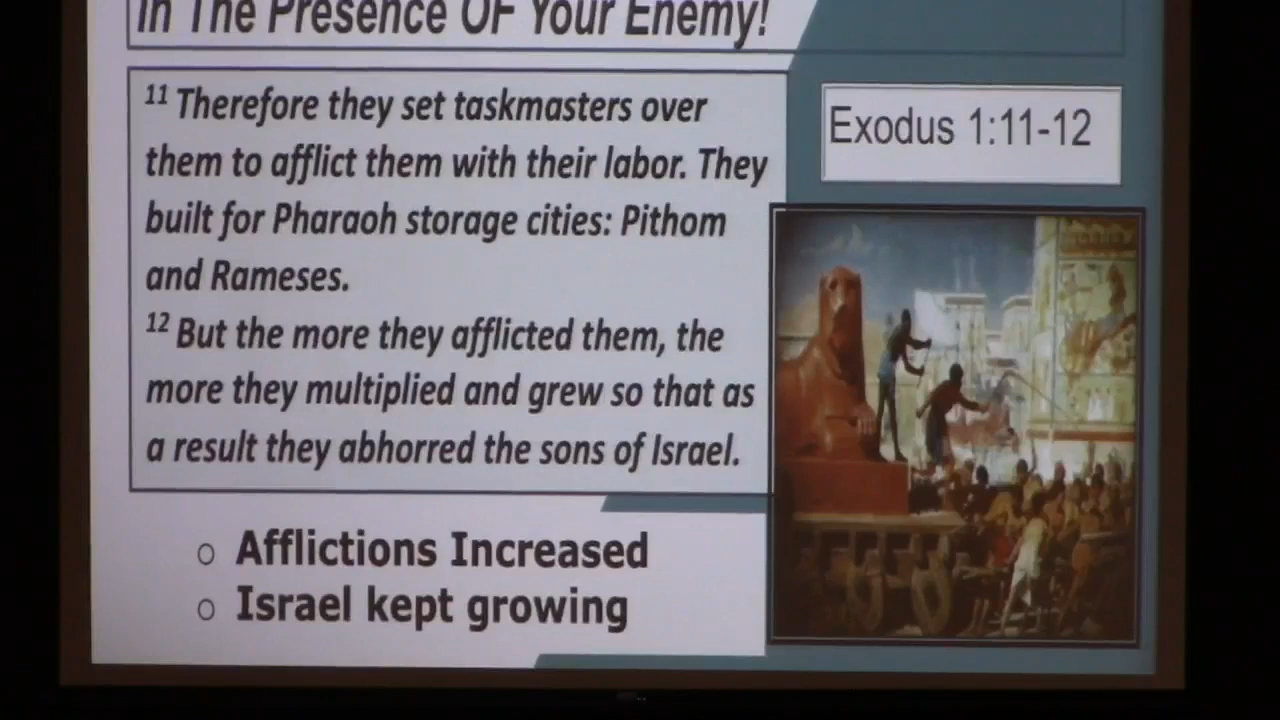 In The Presence OF Your Enemy!
11 Therefore they set taskmasters over
them to afflict them with their labor. They
built for Pharaoh storage cities: Pithom
and Rameses.
12 But the more they afflicted them, the
more they multiplied and grew so that as
a result they abhorred the sons of Israel.
Exodus 1:11-12
o Afflictions Increased
o Israel kept growing